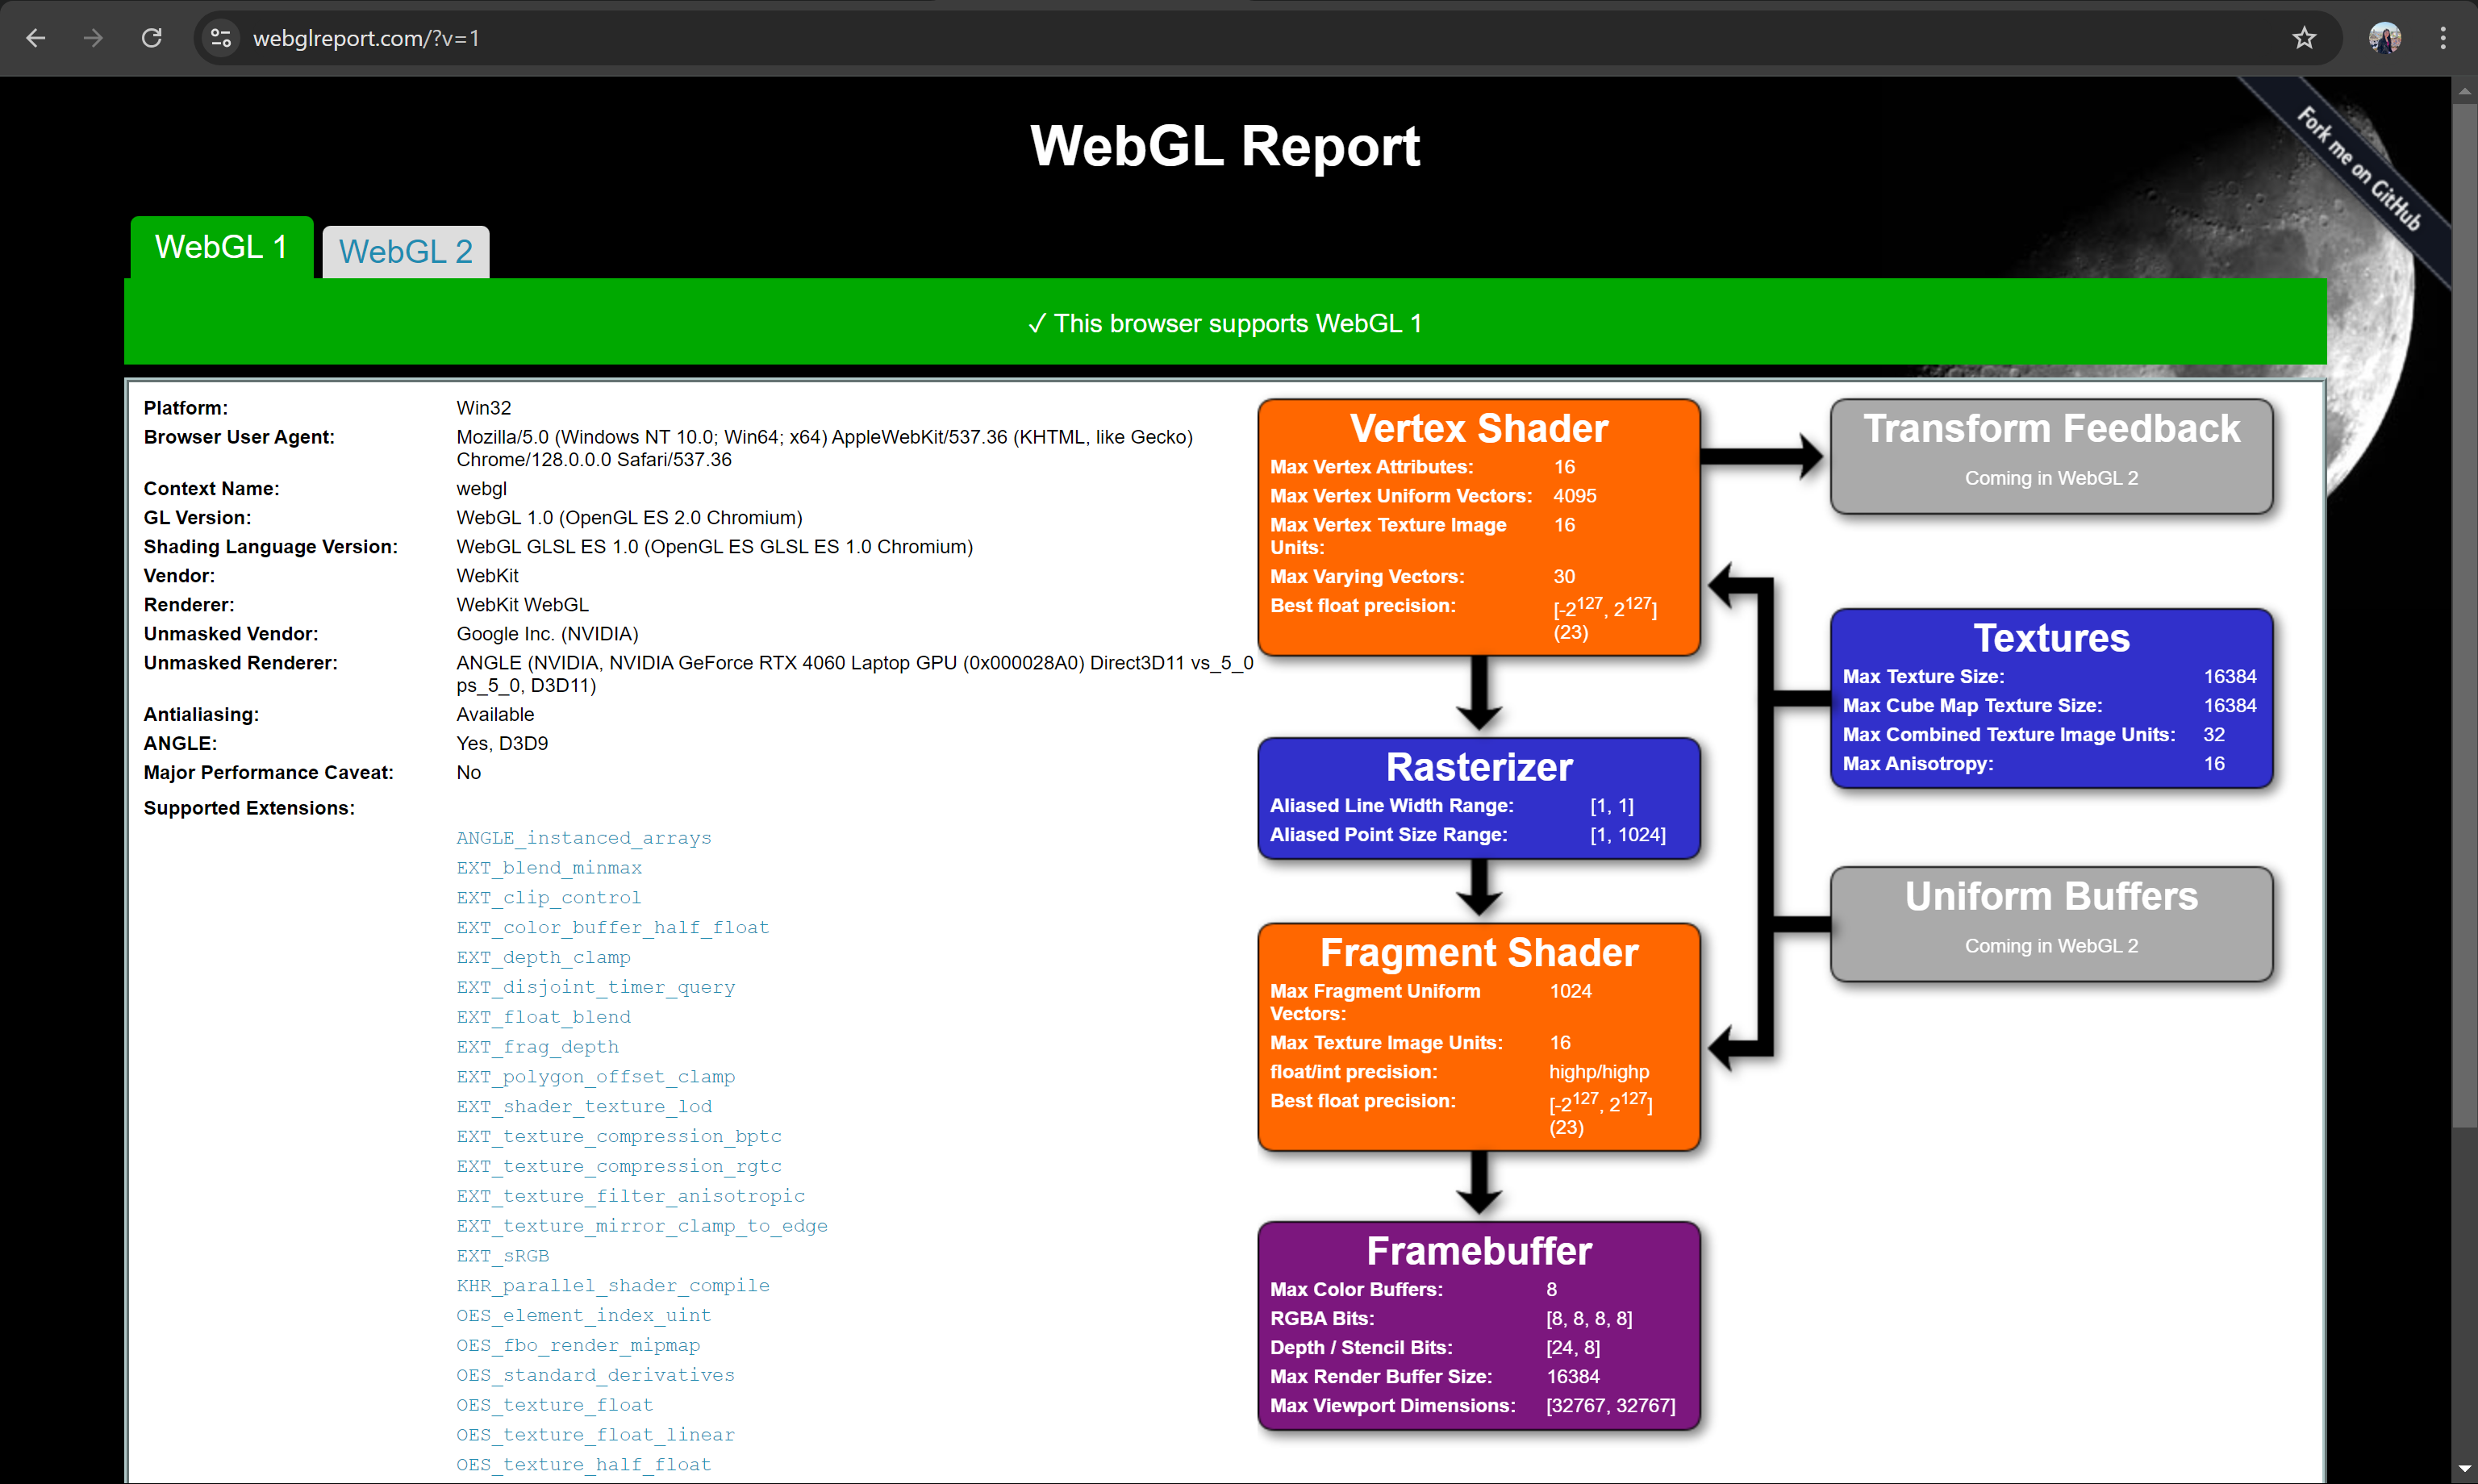 webglreport.com/?v=1
WebGL Report
Fork me on GitHub
WebGL 1
WebGL 2
✓ This browser supports WebGL 1
Platform: Win32
Browser User Agent: Mozilla/5.0 (Windows NT 10.0; Win64; x64) AppleWebKit/537.36 (KHTML, like Gecko)
Chrome/128.0.0.0 Safari/537.36
Context Name: webgl
GL Version: WebGL 1.0 (OpenGL ES 2.0 Chromium)
Shading Language Version: WebGL GLSL ES 1.0 (OpenGL ES GLSL ES 1.0 Chromium)
Vendor: WebKit
Renderer: WebKit WebGL
Unmasked Vendor: Google Inc. (NVIDIA)
Unmasked Renderer: ANGLE (NVIDIA, NVIDIA GeForce RTX 4060 Laptop GPU (0x000028A0) Direct3D11 vs_5_0
ps_5_0, D3D11)
Antialiasing: Available
ANGLE: Yes, D3D9
Major Performance Caveat: No
Supported Extensions:
ANGLE_instanced_arrays
EXT_blend_minmax
EXT_clip_control
EXT_color_buffer_half_float
EXT_depth_clamp
EXT_disjoint_timer_query
EXT_float_blend
EXT_frag_depth
EXT_polygon_offset_clamp
EXT_shader_texture_lod
EXT_texture_compression_bptc
EXT_texture_compression_rgtc
EXT_texture_filter_anisotropic
EXT_texture_mirror_clamp_to_edge
EXT_sRGB
KHR_parallel_shader_compile
OES_element_index_uint
OES_fbo_render_mipmap
OES_standard_derivatives
OES_texture_float
OES_texture_float_linear
OES_texture_half_float
Vertex Shader
Max Vertex Attributes: 16
Max Vertex Uniform Vectors: 4095
Max Vertex Texture Image 16
Units:
Max Varying Vectors: 30
Best float precision: [-2¹²⁷, 2¹²⁷]
(23)
Transform Feedback
Coming in WebGL 2
Textures
Max Texture Size: 16384
Max Cube Map Texture Size: 16384
Max Combined Texture Image Units: 32
Max Anisotropy: 16
Rasterizer
Aliased Line Width Range: [1, 1]
Aliased Point Size Range: [1, 1024]
Uniform Buffers
Coming in WebGL 2
Fragment Shader
Max Fragment Uniform 1024
Vectors:
Max Texture Image Units: 16
float/int precision: highp/highp
Best float precision: [-2¹²⁷, 2¹²⁷]
(23)
Framebuffer
Max Color Buffers: 8
RGBA Bits: [8, 8, 8, 8]
Depth / Stencil Bits: [24, 8]
Max Render Buffer Size: 16384
Max Viewport Dimensions: [32767, 32767]